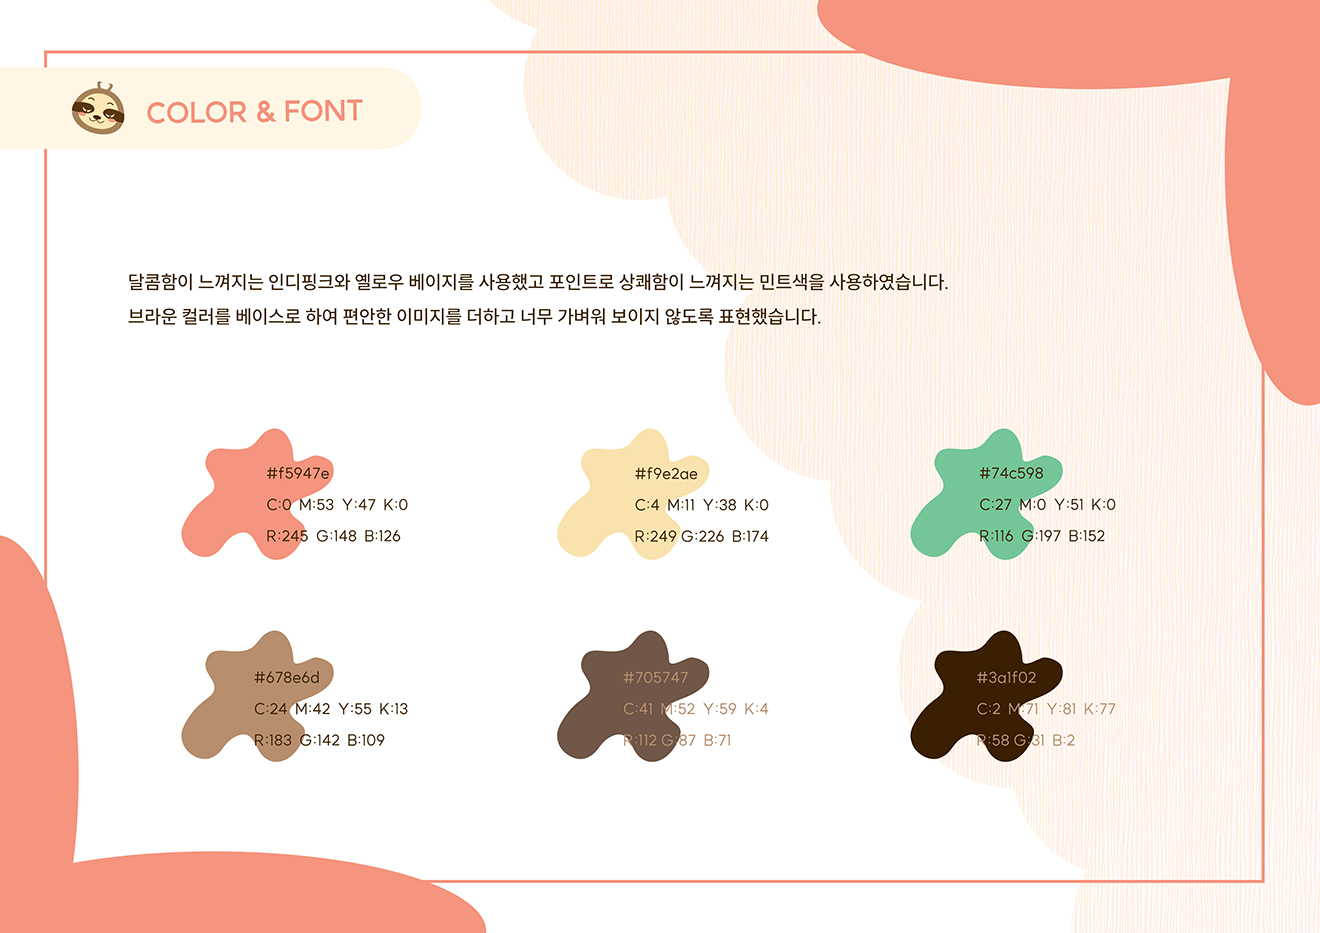 COLOR & FONT
달콤함이 느껴지는 인디핑크와 옐로우 베이지를 사용했고 포인트로 상쾌함이 느껴지는 민트색을 사용하였습니다.
브라운 컬러를 베이스로 하여 편안한 이미지를 더하고 너무 가벼워 보이지 않도록 표현했습니다.
#f5947e
C:0 M:53 Y:47 K:0
R:245 G:148 B:126
#f9e2ae
C:4 M:11 Y:38 K:0
R:249 G:226 B:174
#74c598
C:27 M:0 Y:51 K:0
R:116 G:197 B:152
#678e6d
C:24 M:42 Y:55 K:13
R:183 G:142 B:109
#705747
C:41 M:52 Y:59 K:4
R:112 G:87 B:71
#3a1f02
C:2 M:71 Y:81 K:77
R:58 G:31 B:2